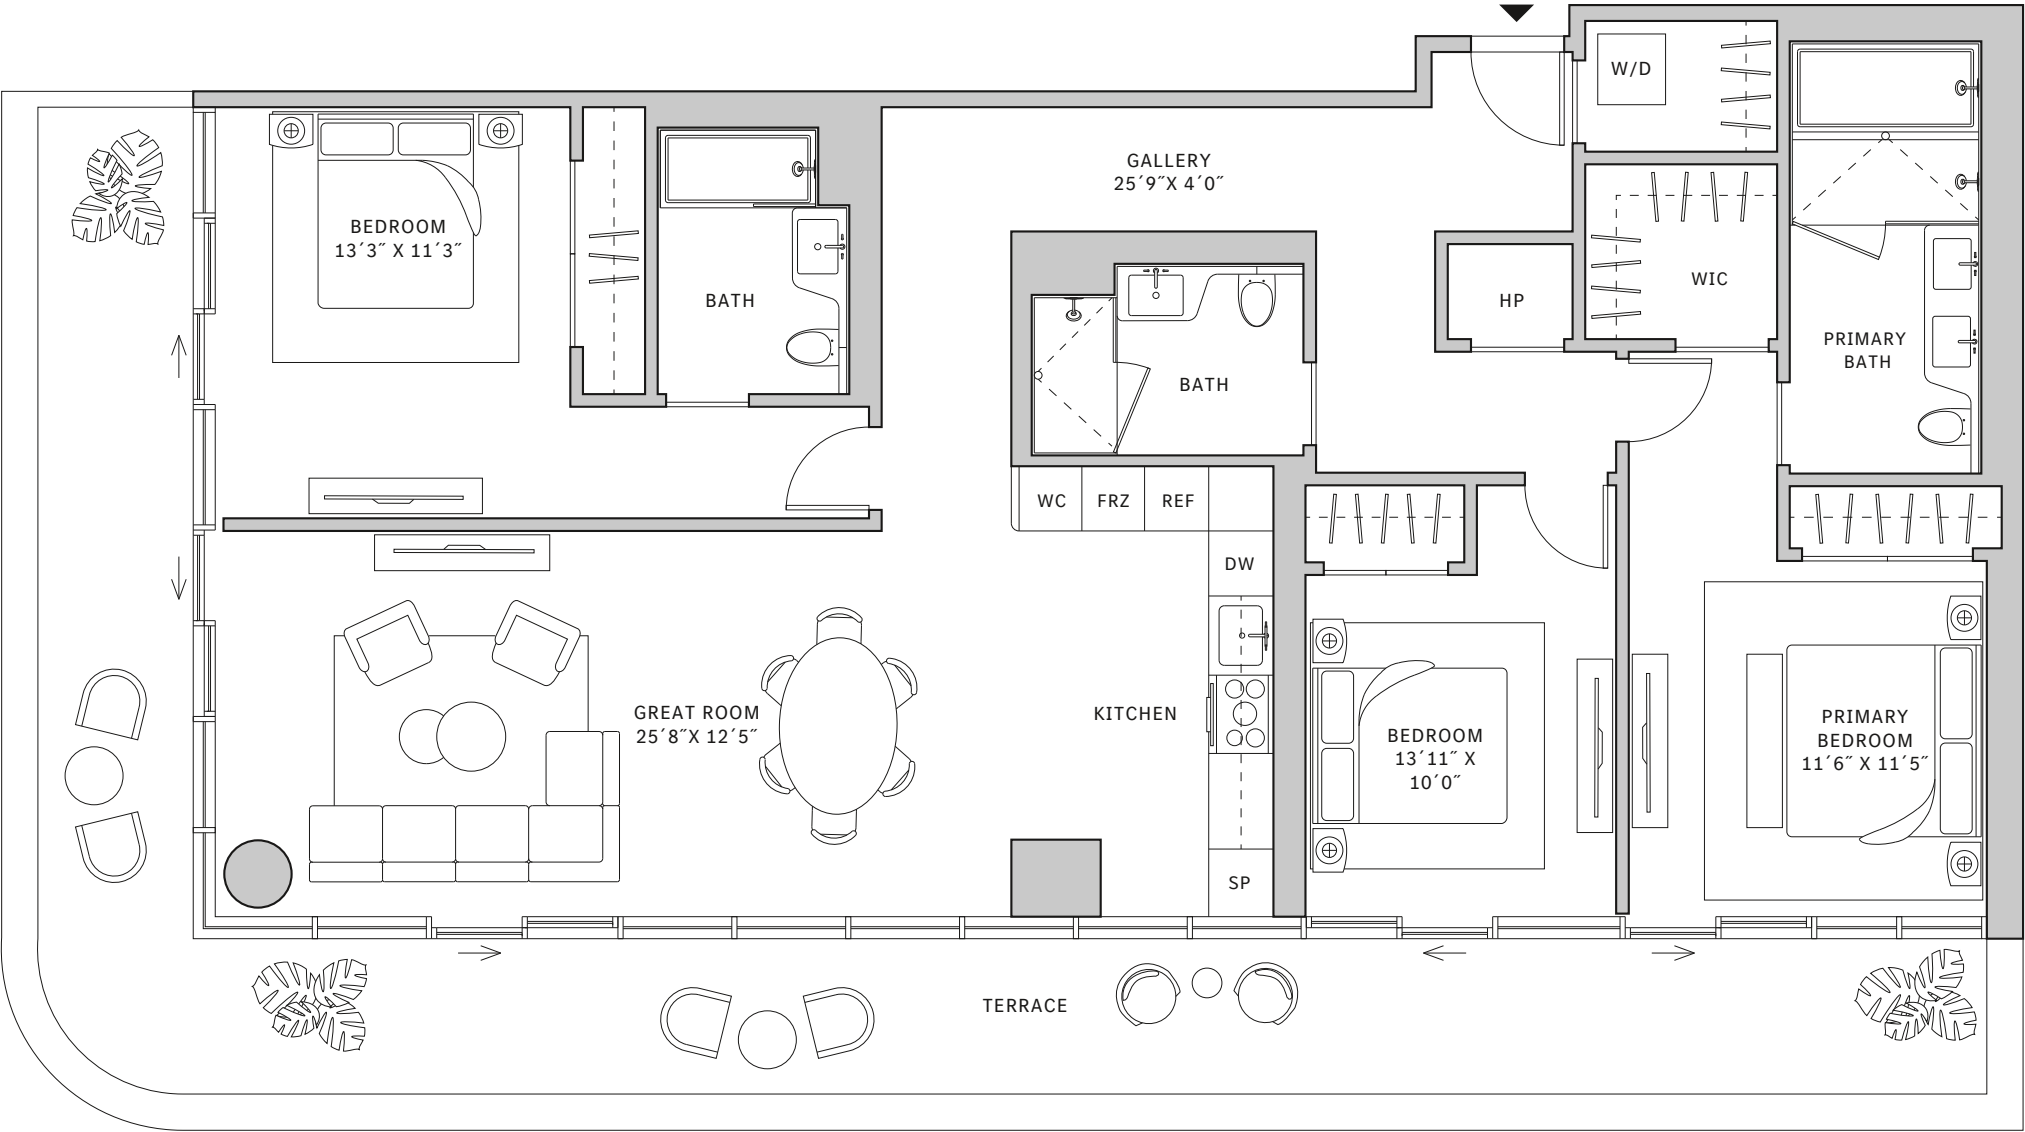 W/D
GALLERY
25´9˝X 4´0˝
BEDROOM
13´3˝ X 11´3˝
BATH
HP
WIC
PRIMARY
BATH
BATH
WC
FRZ
REF
DW
GREAT ROOM
25´8˝X 12´5˝
KITCHEN
BEDROOM
13´11˝ X
10´0˝
PRIMARY
BEDROOM
11´6˝ X 11´5˝
SP
TERRACE